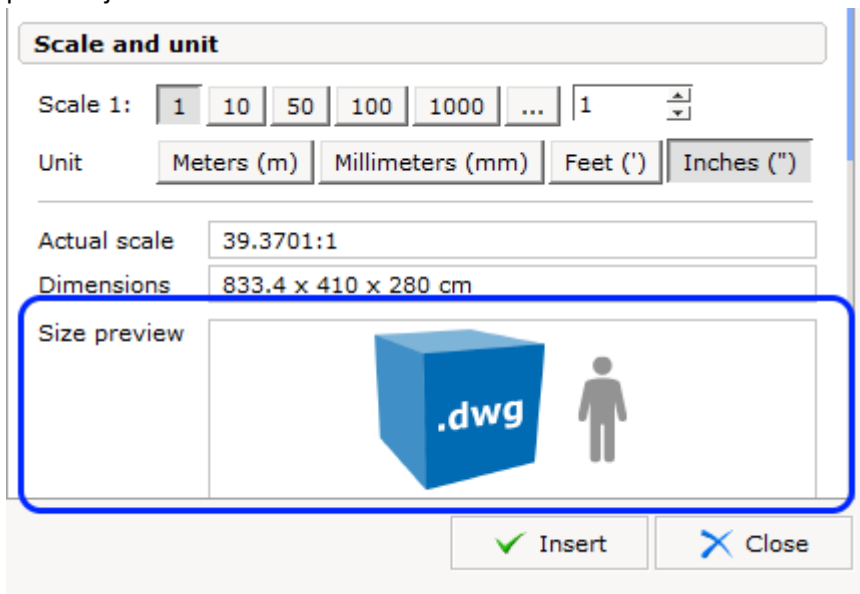 Scale and unit
Scale 1: 1 10 50 100 1000 ... 1
Unit Meters (m) Millimeters (mm) Feet (') Inches (")
Actual scale 39.3701:1
Dimensions 833.4 x 410 x 280 cm
Size preview
.dwg
Insert Close